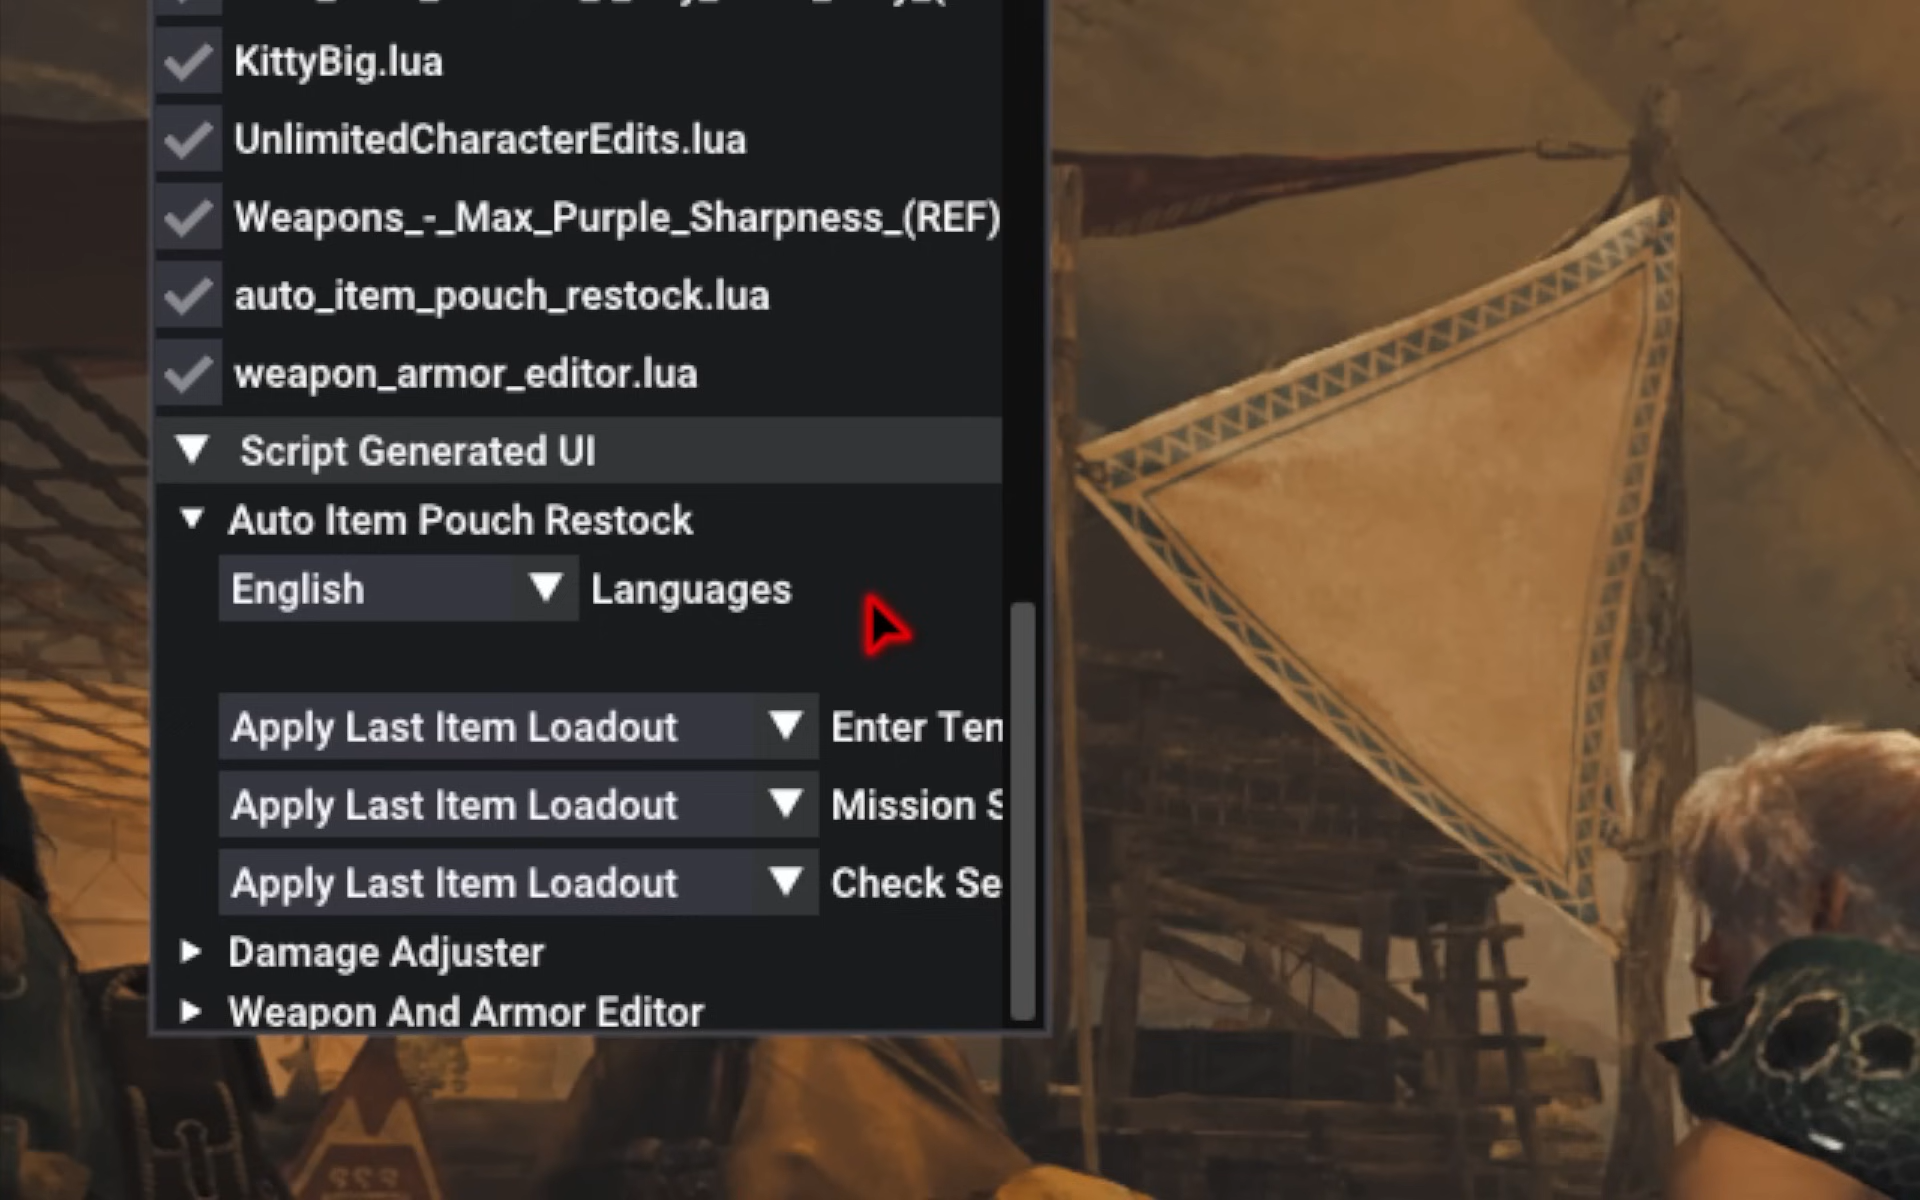 KittyBig.lua
UnlimitedCharacterEdits.lua
Weapons_-_Max_Purple_Sharpness_(REF)
auto_item_pouch_restock.lua
weapon_armor_editor.lua
Script Generated UI
Auto Item Pouch Restock
English Languages
Apply Last Item Loadout Enter
Apply Last Item Loadout Mission
Apply Last Item Loadout Check
Damage Adjuster
Weapon And Armor Editor